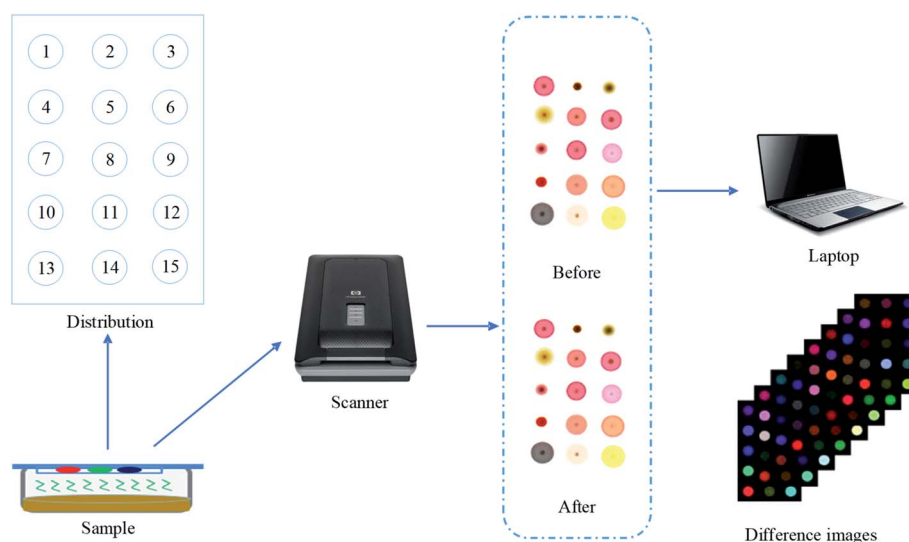 1 2 3
4 5 6
7 8 9
10 11 12
13 14 15
Distribution
Sample
Scanner
Before
After
Laptop
Difference images